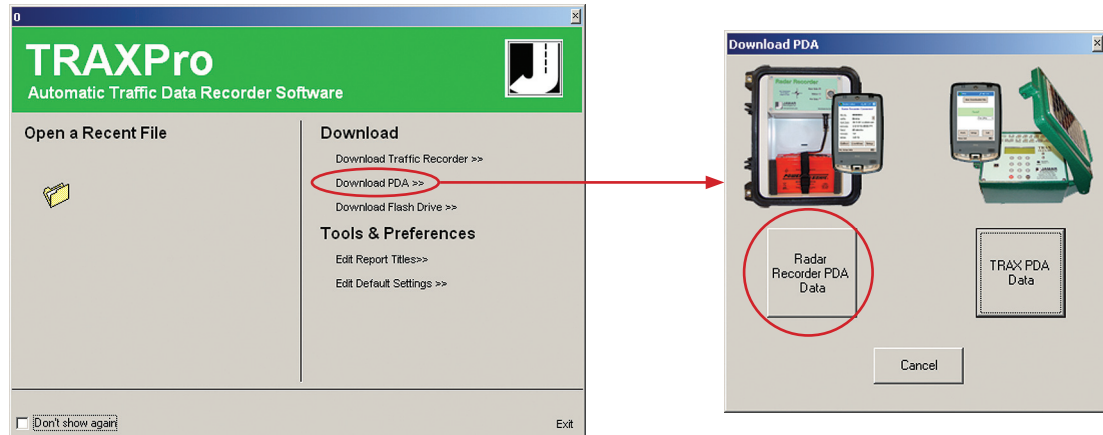 0
TRAXPro
Automatic Traffic Data Recorder Software
Open a Recent File
Download
Download Traffic Recorder >>
Download PDA >>
Download Flash Drive >>
Tools & Preferences
Edit Report Titles>>
Edit Default Settings >>
Don't show again
Exit
Download PDA
Radar Recorder
Radar
Recorder PDA
Data
TRAX PDA
Data
Cancel